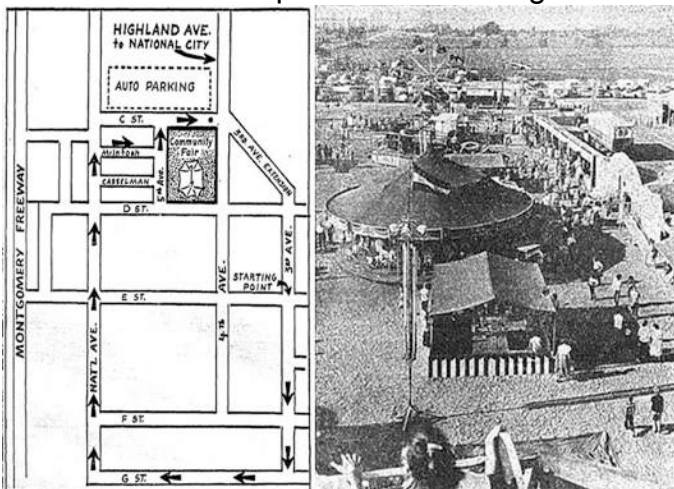 HIGHLAND AVE.
to NATIONAL CITY
AUTO PARKING
C ST.
McIntosh
CASSELMAN
5th AVE.
Community
Fair
3RD. AVE. EXTENSION
D ST.
MONTGOMERY FREEWAY
NAT'L AVE.
AVE.
STARTING
POINT
3RD AVE.
E ST.
F ST.
G ST.